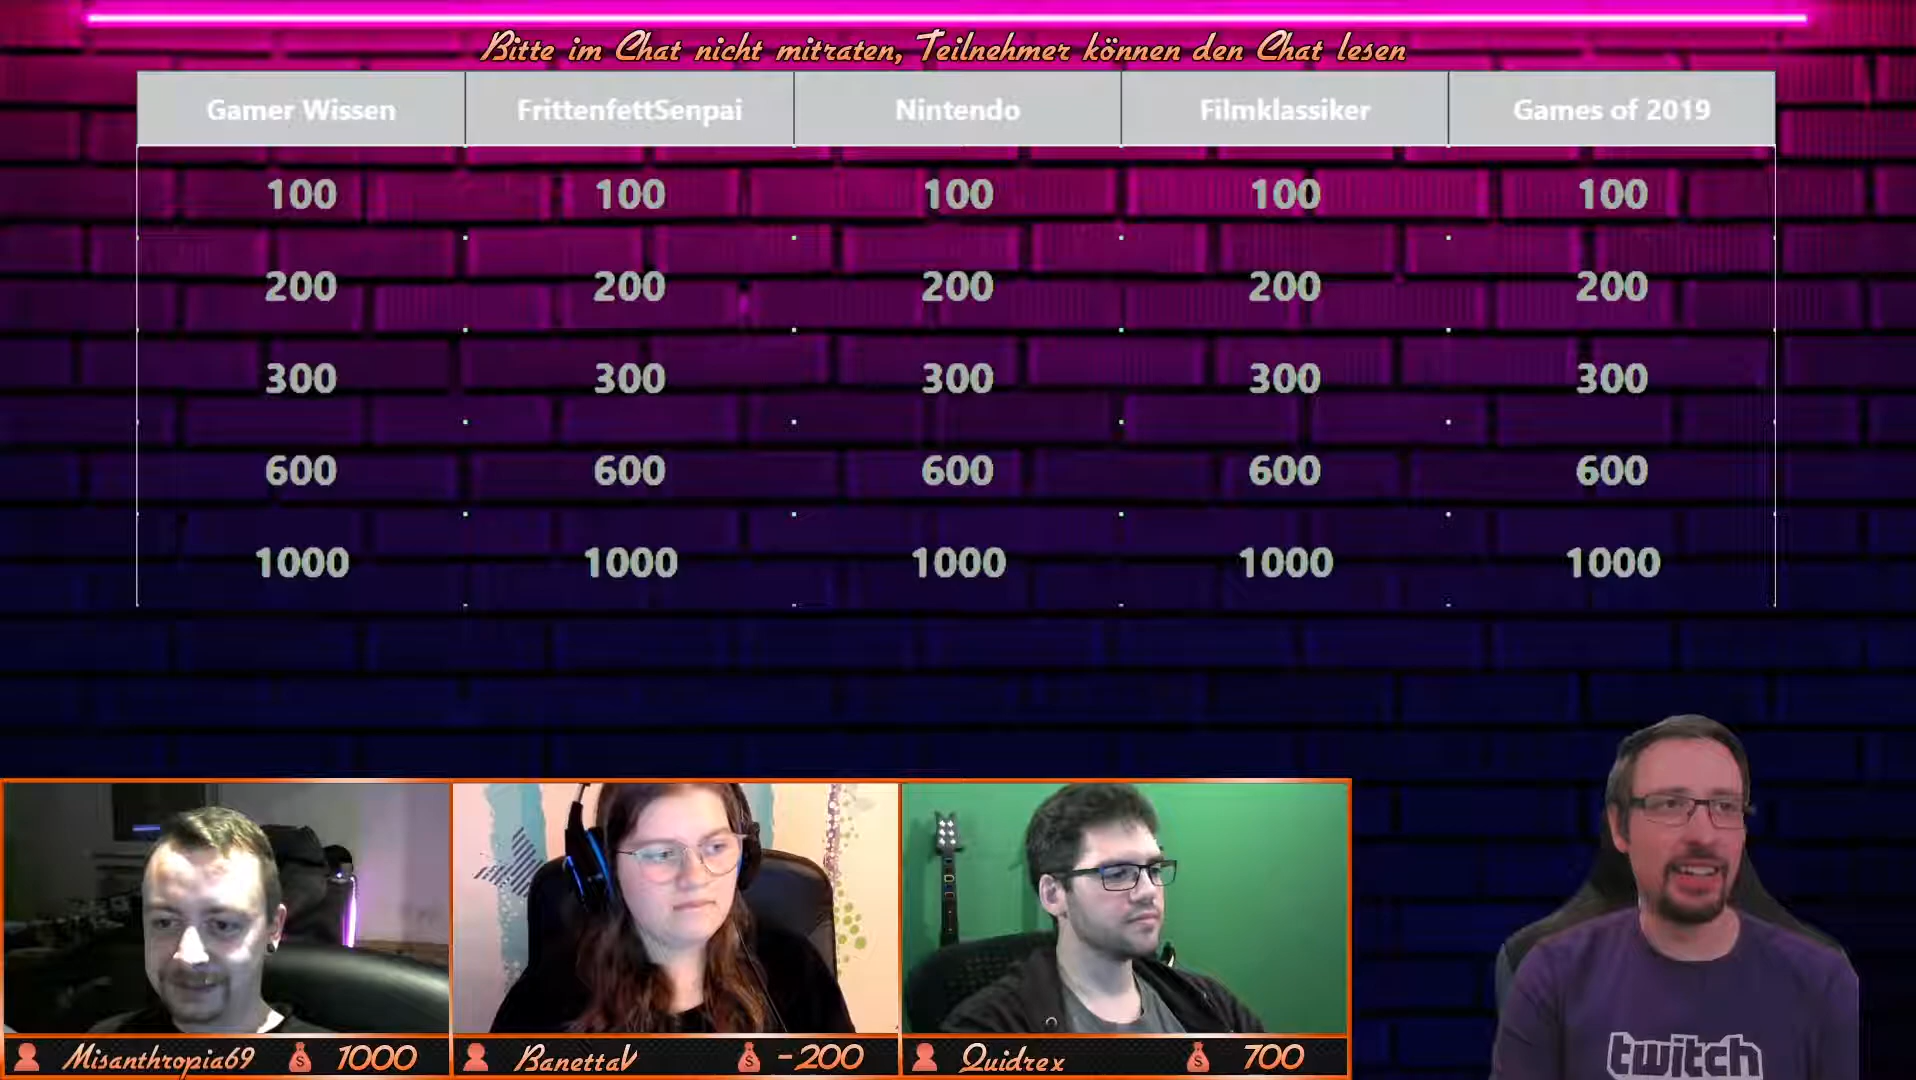 Bitte im Chat nicht mitraten, Teilnehmer können den Chat lesen
Gamer Wissen FrittenfettSenpai Nintendo Filmklassiker Games of 2019
100 100 100 100 100
200 200 200 200 200
300 300 300 300 300
600 600 600 600 600
1000 1000 1000 1000 1000
twitch
Misanthropia69 $ 1000 BanettaV $ -200 Quidrex $ 700